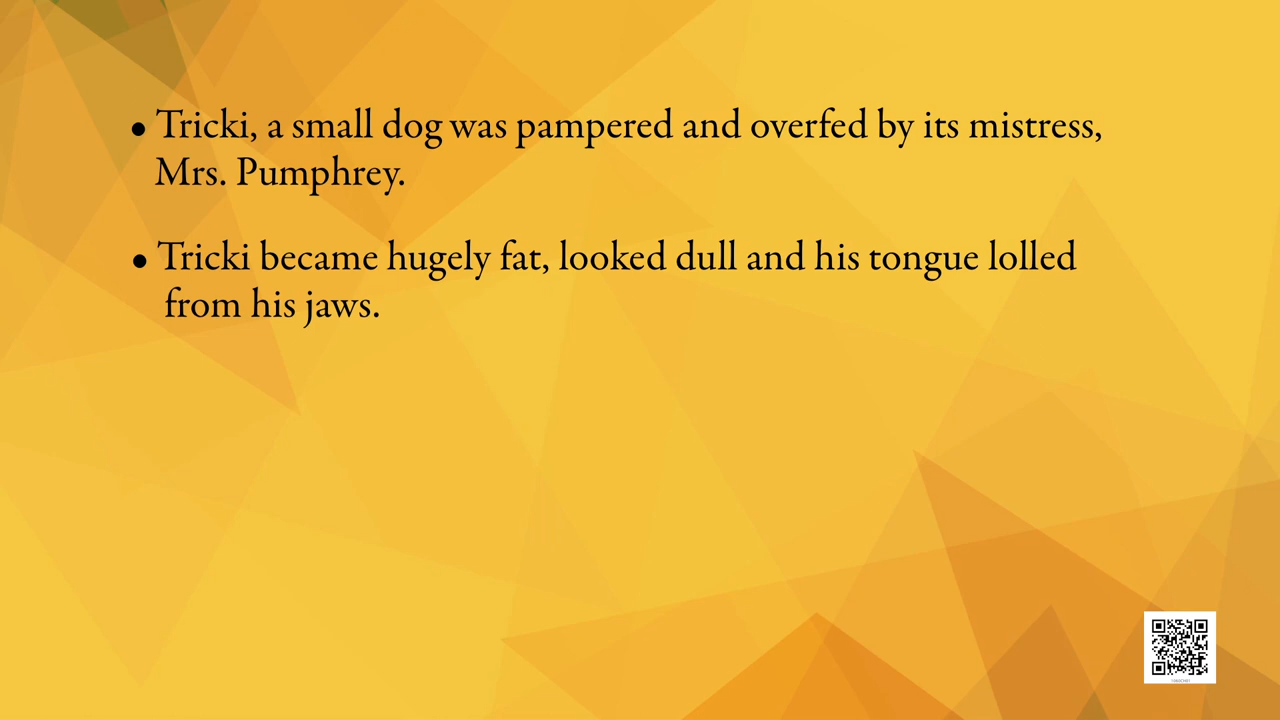 • Tricki, a small dog was pampered and overfed by its mistress,
Mrs. Pumphrey.
• Tricki became hugely fat, looked dull and his tongue lolled
from his jaws.